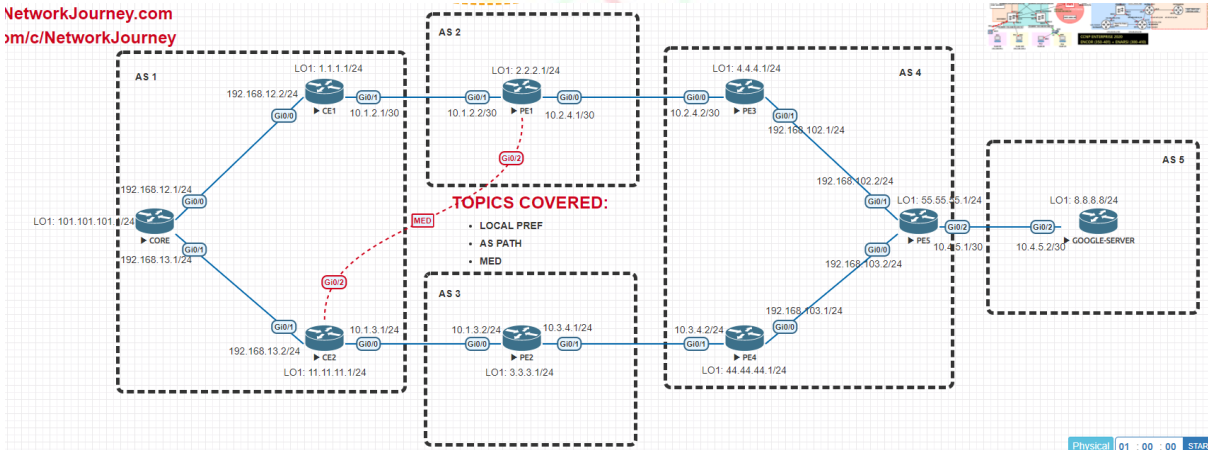 NetworkJourney.com
om/c/NetworkJourney
AS 1
LO1: 1.1.1.1/24
192.168.12.2/24
Gi0/0
Gi0/1
CE1
10.1.2.1/30
192.168.12.1/24
Gi0/0
LO1: 101.101.101.1/24
CORE
Gi0/1
192.168.13.1/24
Gi0/1
192.168.13.2/24
Gi0/2
CE2
Gi0/0
10.1.3.1/24
LO1: 11.11.11.1/24
AS 2
LO1: 2.2.2.1/24
Gi0/1
10.1.2.2/30
PE1
Gi0/0
10.2.4.1/30
Gi0/2
MED
TOPICS COVERED:
• LOCAL PREF
• AS PATH
• MED
AS 3
10.1.3.2/24
Gi0/0
PE2
10.3.4.1/24
Gi0/1
LO1: 3.3.3.1/24
AS 4
LO1: 4.4.4.1/24
Gi0/0
10.2.4.2/30
PE3
Gi0/1
192.168.102.1/24
192.168.102.2/24
Gi0/1
LO1: 55.55.55.1/24
PE5
Gi0/2
10.4.5.1/30
Gi0/0
192.168.103.2/24
192.168.103.1/24
Gi0/0
10.3.4.2/24
Gi0/1
PE4
LO1: 44.44.44.1/24
AS 5
LO1: 8.8.8.8/24
Gi0/2
10.4.5.2/30
GOOGLE-SERVER
Physical
01 : 00 : 00
STAR